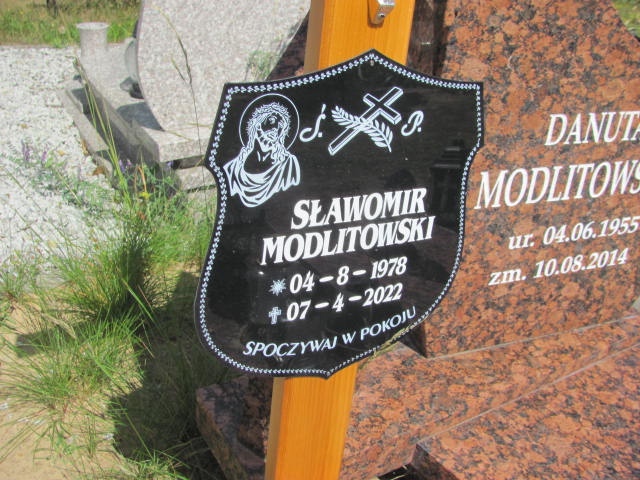 Ś. P.
SŁAWOMIR
MODLITOWSKI
04 - 8 - 1978
07 - 4 - 2022
SPOCZYWAJ W POKOJU
DANUTA
MODLITOWS
ur. 04.06.1955
zm. 10.08.2014